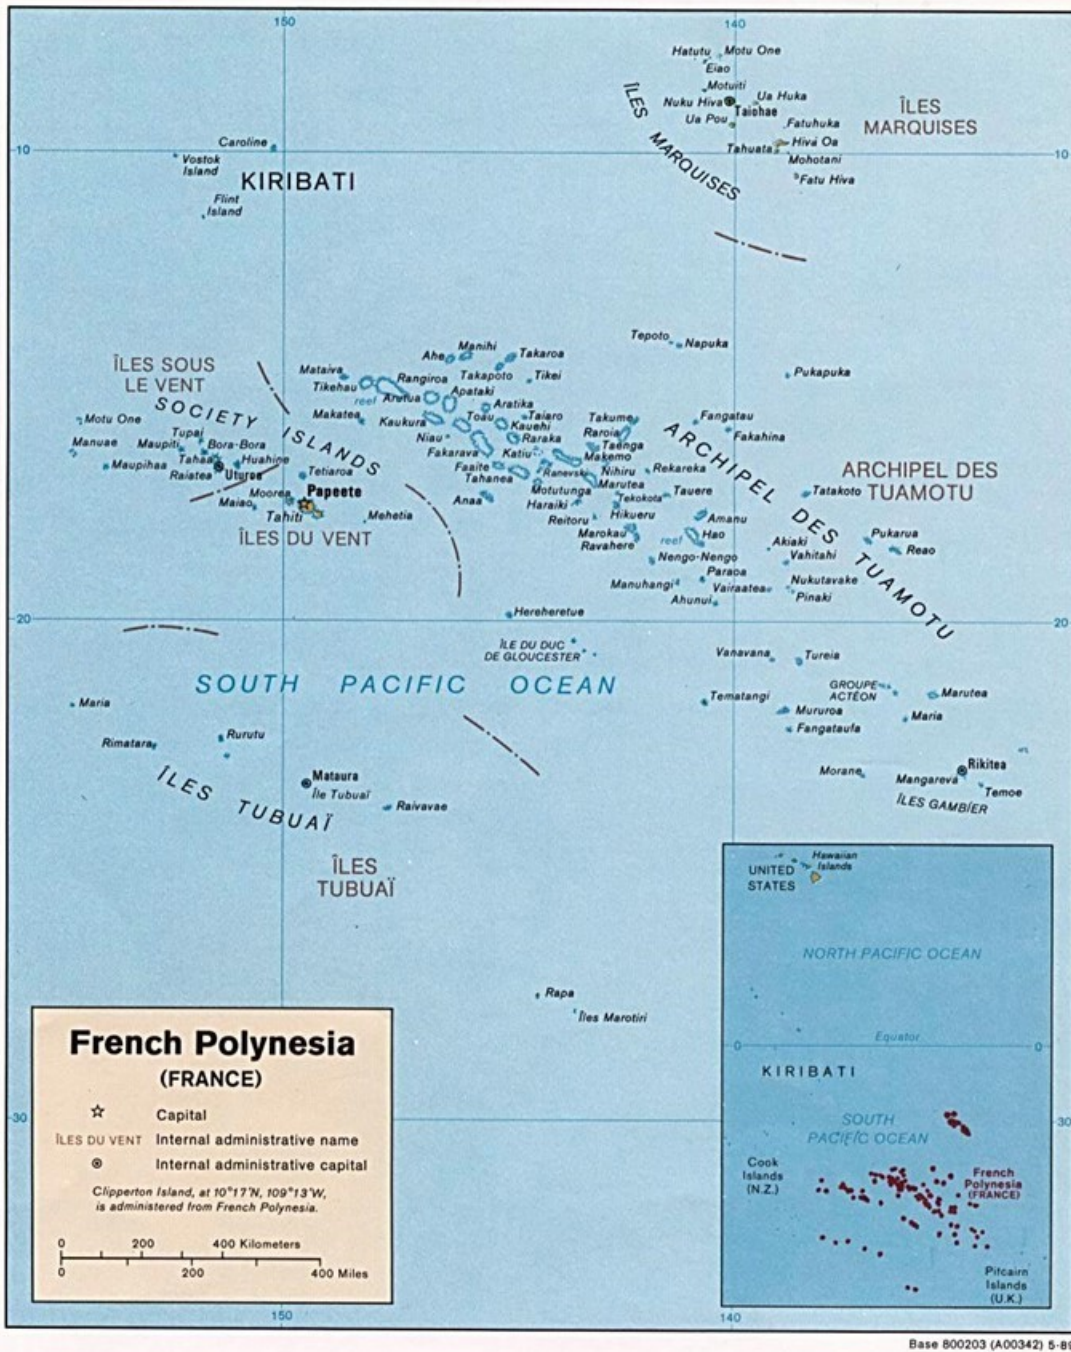 150
140
Hatutu
Motu One
Eiao
Motuiti
Nuku Hiva
Ua Huka
Taiohae
Ua Pou
Fatuhuka
Hiva Oa
Tahuata
Mohotani
Fatu Hiva
ÎLES MARQUISES
ÎLES
MARQUISES
10
10
Caroline
Vostok
Island
KIRIBATI
Flint
Island
Tepoto
Napuka
Pukapuka
ÎLES SOUS
LE VENT
SOCIETY ISLANDS
Motu One
Manuae
Maupihaa
Maupiti
Tupai
Bora-Bora
Tahaa
Huahine
Raiatea
Uturoa
Tetiaroa
Moorea
Papeete
Maiao
Tahiti
Mehetia
ÎLES DU VENT
Mataiva
Tikehau
reef
Makatea
Rangiroa
Ahe
Manihi
Takaroa
Takapoto
Tikei
Arutua
Apataki
Aratika
Kaukura
Toau
Taiaro
Kauehi
Niau
Raraka
Fakarava
Katiu
Faaite
Tahanea
Anaa
Takume
Raroia
Taenga
Makemo
Ranevski
Nihiru
Rekareka
Marutea
Motutunga
Haraiki
Tekokota
Tauere
Reitoru
Hikueru
Marokau
Ravahere
reef
Amanu
Hao
Nengo-Nengo
Paraoa
Manuhangi
Ahunui
Vairaatea
Fangatau
Fakahina
ARCHIPEL DES TUAMOTU
ARCHIPEL DES
TUAMOTU
Tatakoto
Pukarua
Reao
Akiaki
Vahitahi
Nukutavake
Pinaki
20
20
Hereheretue
ÎLE DU DUC
DE GLOUCESTER
Vanavana
Tureia
Tematangi
GROUPE
ACTÉON
Marutea
Mururoa
Maria
Fangataufa
Morane
Rikitea
Mangareva
Temoe
ÎLES GAMBIER
SOUTH PACIFIC OCEAN
Maria
Rimatara
Rurutu
Mataura
Île Tubuaï
Raivavae
ÎLES TUBUAÏ
ÎLES
TUBUAÏ
Rapa
Îles Marotiri
30
30
French Polynesia
(FRANCE)
Capital
ÎLES DU VENT Internal administrative name
Internal administrative capital
Clipperton Island, at 10°17'N, 109°13'W,
is administered from French Polynesia.
0 200 400 Kilometers
0 200 400 Miles
Hawaiian
Islands
UNITED
STATES
NORTH PACIFIC OCEAN
Equator
0
0
KIRIBATI
SOUTH
PACIFIC OCEAN
Cook
Islands
(N.Z.)
French
Polynesia
(FRANCE)
Pitcairn
Islands
(U.K.)
150
140
Base 800203 (A00342) 5-89